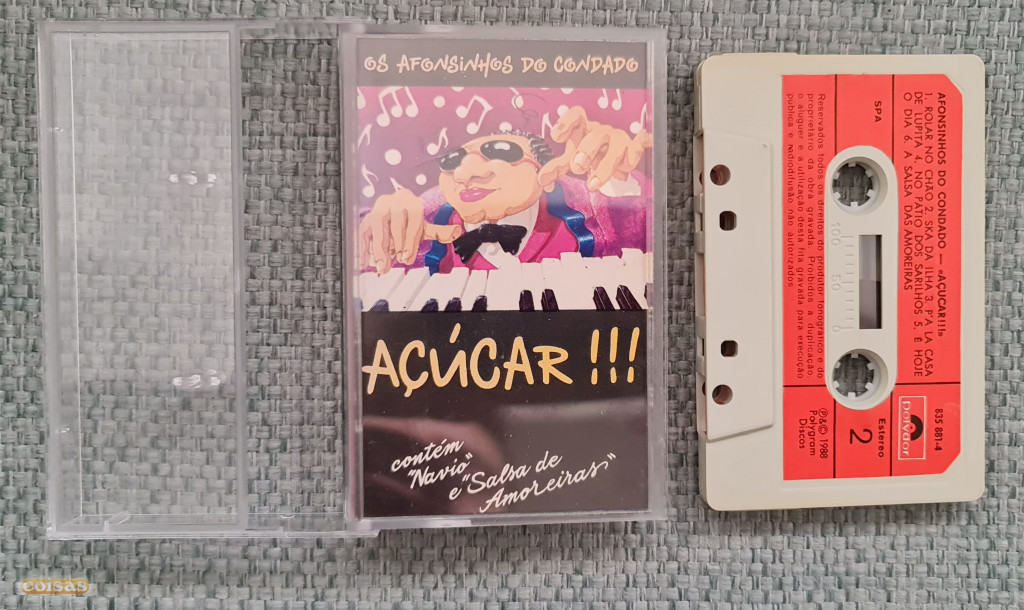 OS AFONSINHOS DO CONDADO
AÇÚCAR !!!
contém
"Navio"
e "Salsa de
Amoreiras"
AFONSINHOS DO CONDADO — «AÇUCAR!!!»
1. ROLAR NO CHÃO 2. SKA DA ILHA 3. P'A LA CASA
DE LUPITA 4. NO PÁTIO DOS SARILHOS 5. É HOJE
O DIA 6. A SALSA DAS AMOREIRAS
SPA
100 50 0
Reservados todos os direitos do produtor fonográfico e do
proprietário da obra gravada. Proibidos a duplicação,
o aluguer e a utilização desta fita gravada para execução
pública e radiodifusão não autorizados
Polydor
835 881-4
Estereo
2
℗&© 1988
Polygram
Discos
coisas